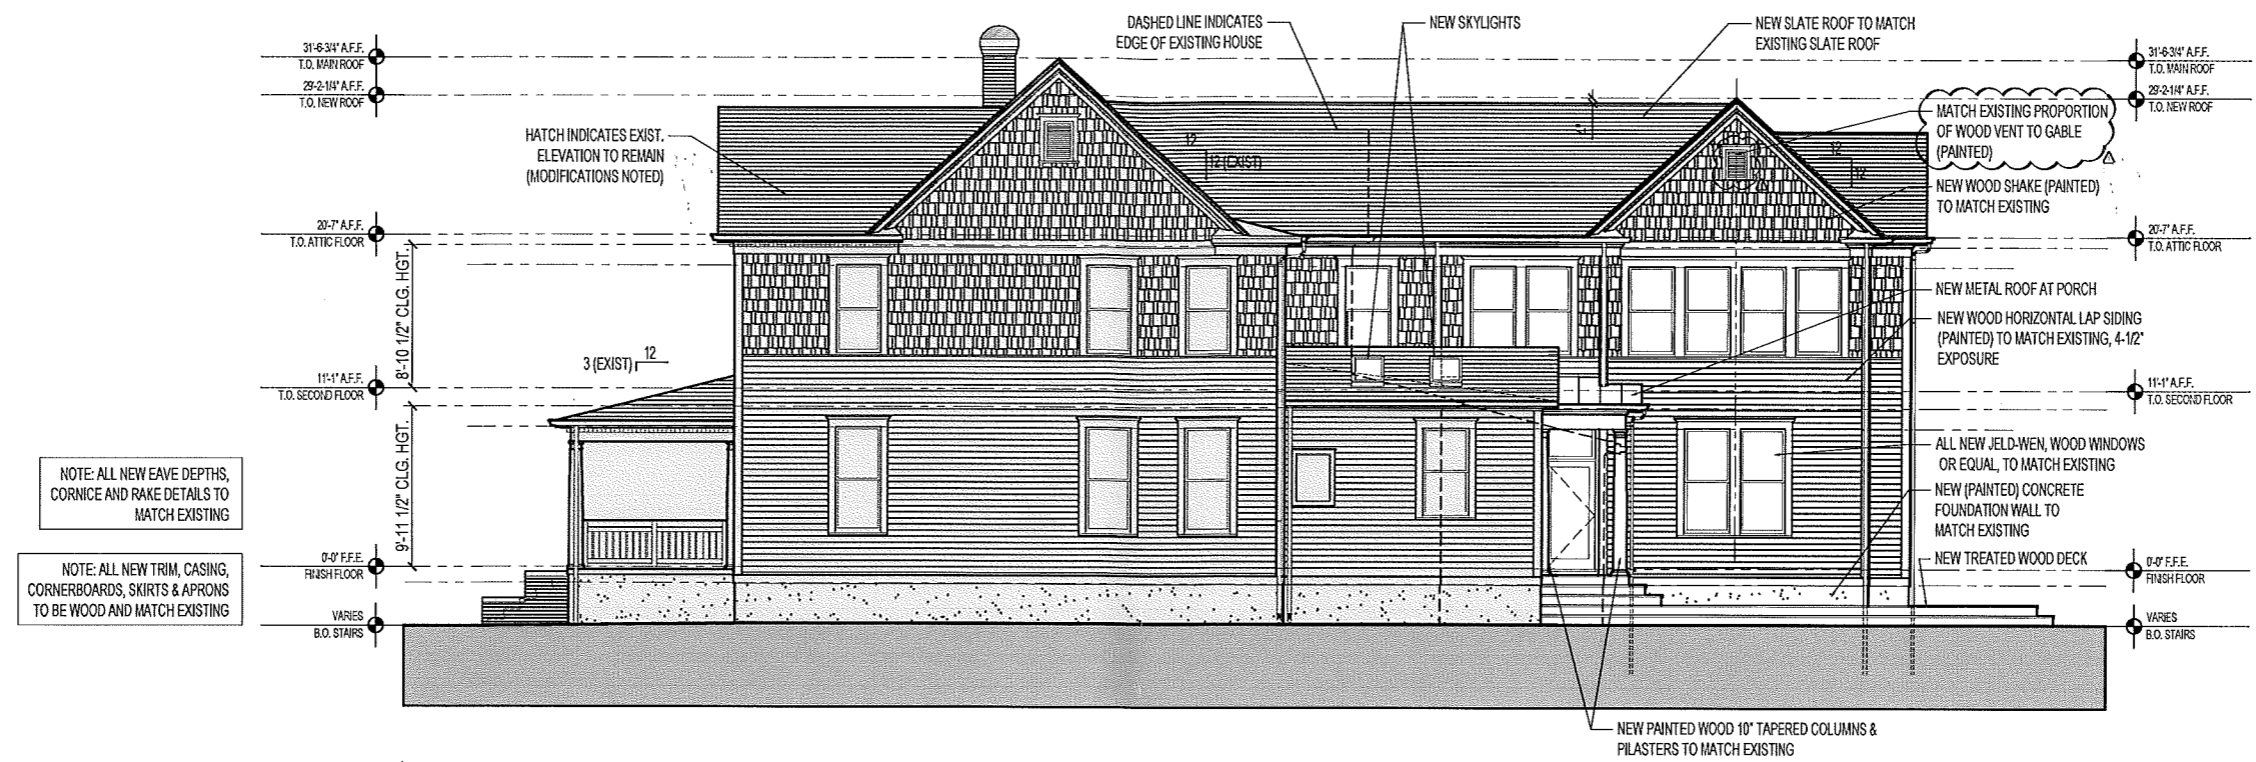 31'-6-3/4" A.F.F.
T.O. MAIN ROOF
29'-2-1/4" A.F.F.
T.O. NEW ROOF
20'-7" A.F.F.
T.O. ATTIC FLOOR
8'-10 1/2" CLG. HGT.
11'-1" A.F.F.
T.O. SECOND FLOOR
9'-11 1/2" CLG. HGT.
0'-0" F.F.E.
FINISH FLOOR
VARIES
B.O. STAIRS
NOTE: ALL NEW EAVE DEPTHS,
CORNICE AND RAKE DETAILS TO
MATCH EXISTING
NOTE: ALL NEW TRIM, CASING,
CORNERBOARDS, SKIRTS & APRONS
TO BE WOOD AND MATCH EXISTING
HATCH INDICATES EXIST.
ELEVATION TO REMAIN
(MODIFICATIONS NOTED)
3 (EXIST)
12
DASHED LINE INDICATES
EDGE OF EXISTING HOUSE
NEW SKYLIGHTS
NEW SLATE ROOF TO MATCH
EXISTING SLATE ROOF
12
12 (EXIST)
12
12
MATCH EXISTING PROPORTION
OF WOOD VENT TO GABLE
(PAINTED)
NEW WOOD SHAKE (PAINTED)
TO MATCH EXISTING
NEW METAL ROOF AT PORCH
NEW WOOD HORIZONTAL LAP SIDING
(PAINTED) TO MATCH EXISTING, 4-1/2"
EXPOSURE
ALL NEW JELD-WEN, WOOD WINDOWS
OR EQUAL, TO MATCH EXISTING
NEW (PAINTED) CONCRETE
FOUNDATION WALL TO
MATCH EXISTING
NEW TREATED WOOD DECK
NEW PAINTED WOOD 10" TAPERED COLUMNS &
PILASTERS TO MATCH EXISTING
31'-6-3/4" A.F.F.
T.O. MAIN ROOF
29'-2-1/4" A.F.F.
T.O. NEW ROOF
20'-7" A.F.F.
T.O. ATTIC FLOOR
11'-1" A.F.F.
T.O. SECOND FLOOR
0'-0" F.F.E.
FINISH FLOOR
VARIES
B.O. STAIRS